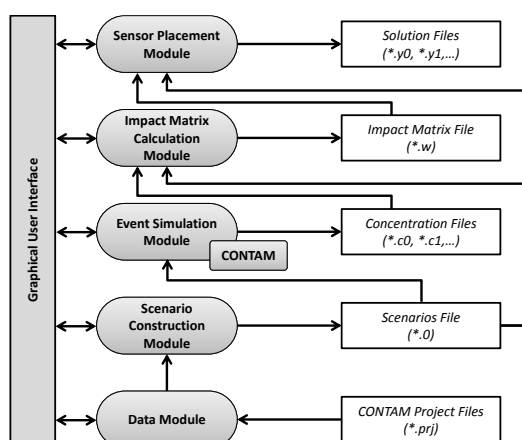 Graphical User Interface
Sensor Placement
Module
Solution Files
(*.y0, *.y1,...)
Impact Matrix
Calculation
Module
Impact Matrix File
(*.w)
Event Simulation
Module
CONTAM
Concentration Files
(*.c0, *.c1,...)
Scenario
Construction
Module
Scenarios File
(*.0)
Data Module
CONTAM Project Files
(*.prj)